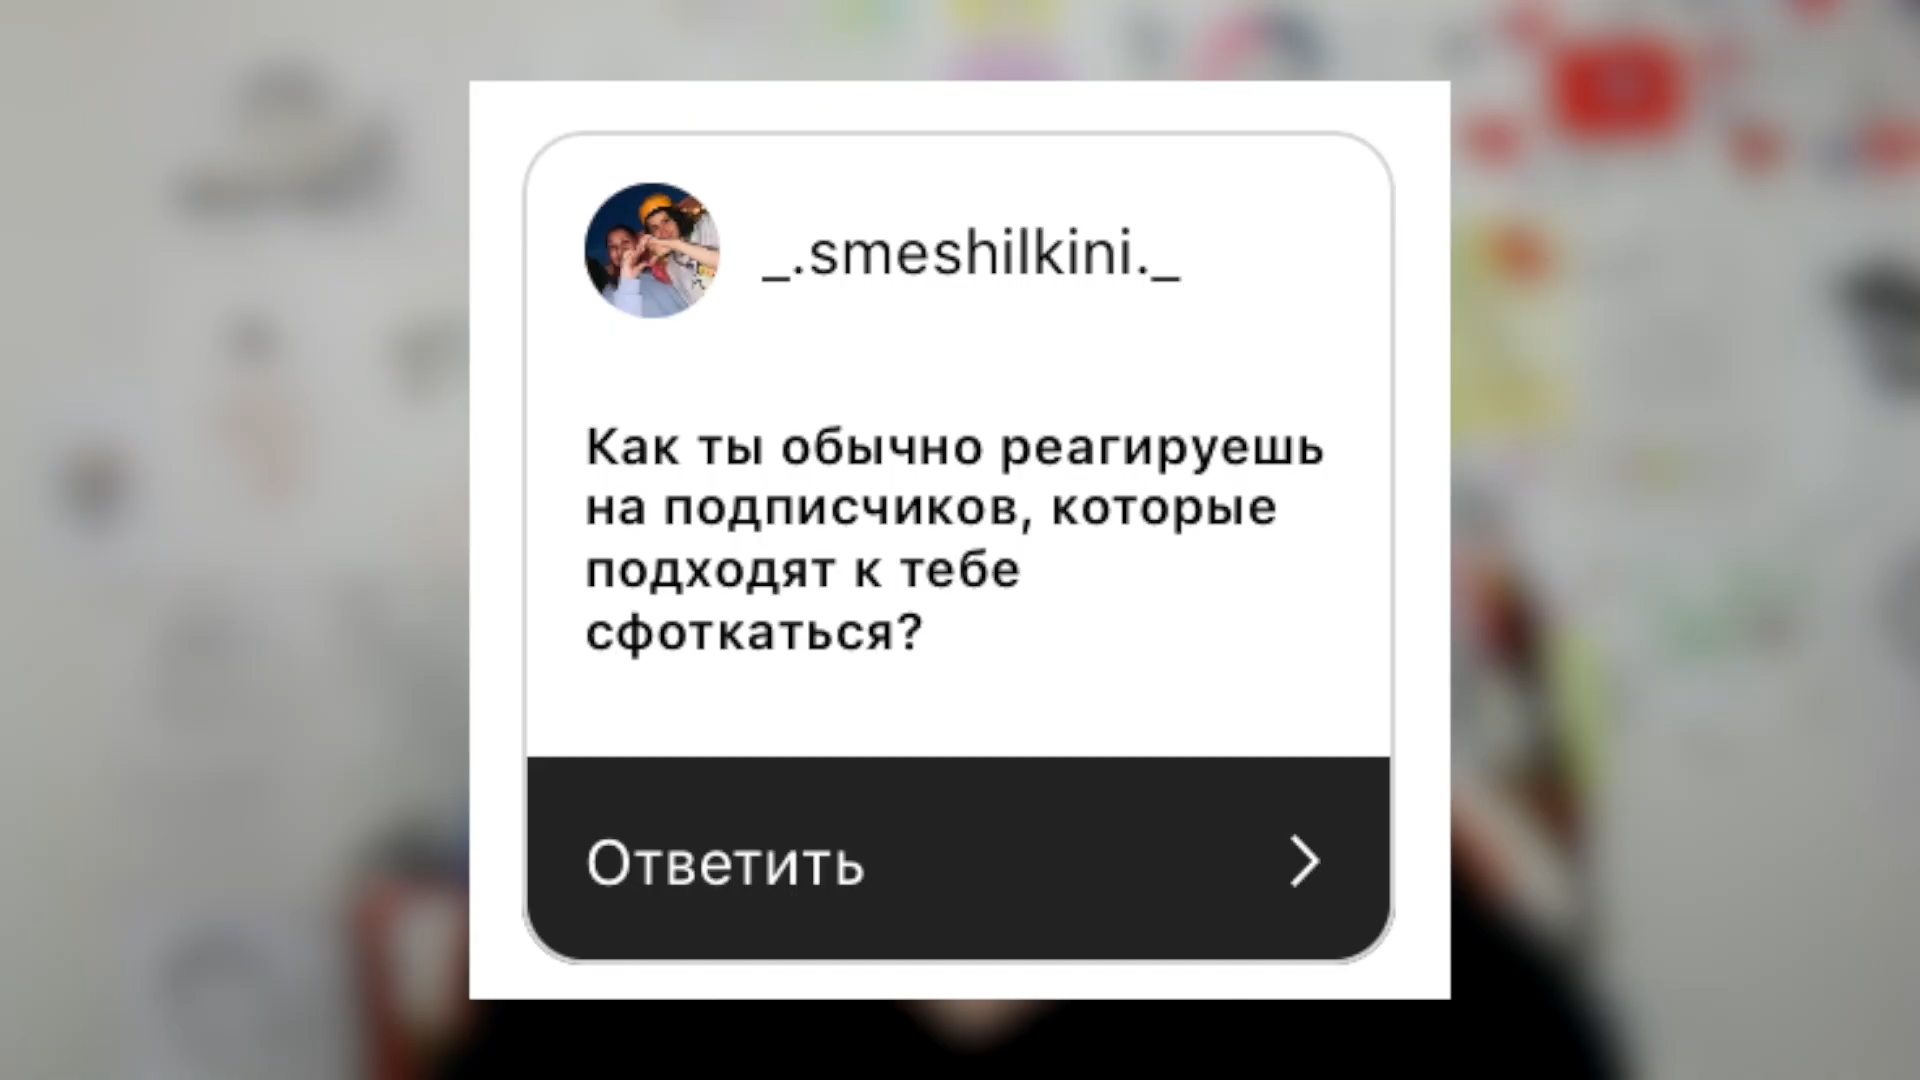 _.smeshilkini._
Как ты обычно реагируешь
на подписчиков, которые
подходят к тебе
сфоткаться?
Ответить